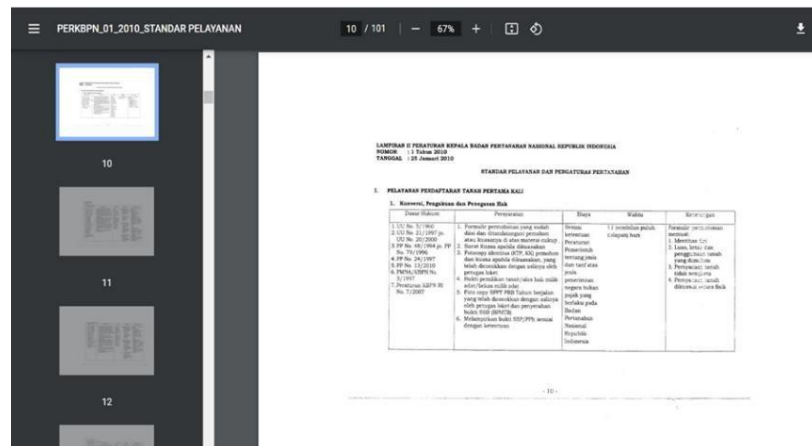 PERKBPN_01_2010_STANDAR PELAYANAN
10 / 101
67%
10
11
12
LAMPIRAN II PERATURAN KEPALA BADAN PERTANAHAN NASIONAL REPUBLIK INDONESIA
NOMOR : 1 Tahun 2010
TANGGAL : 25 Januari 2010
STANDAR PELAYANAN DAN PENGATURAN PERTANAHAN
I. PELAYANAN PENDAFTARAN TANAH PERTAMA KALI
1. Konversi, Pengakuan dan Penegasan Hak
Dasar Hukum
1. UU No. 5/1960
2. UU No. 21/1997 jo.
UU No. 20/2000
3. PP No. 48/1994 jo. PP
No. 79/1996
4. PP No. 24/1997
5. PP No. 13/2010
6. PMNA/KBPN No.
3/1997
7. Peraturan KBPN RI
No. 7/2007
Persyaratan
1. Formulir permohonan yang sudah
diisi dan ditandatangani pemohon
atau kuasanya di atas materai cukup
2. Surat Kuasa apabila dikuasakan
3. Fotocopy identitas (KTP, KK) pemohon
dan kuasa apabila dikuasakan, yang
telah dicocokkan dengan aslinya oleh
petugas loket
4. Bukti pemilikan tanah/alas hak milik
adat/bekas milik adat
5. Foto copy SPPT PBB Tahun berjalan
yang telah dicocokkan dengan aslinya
oleh petugas loket dan penyerahan
bukti SSB (BPHTB)
6. Melampirkan bukti SSP/PPh sesuai
dengan ketentuan
Biaya
Sesuai
ketentuan
Peraturan
Pemerintah
tentang jenis
dan tarif atas
jenis
penerimaan
negara bukan
pajak yang
berlaku pada
Badan
Pertanahan
Nasional
Republik
Indonesia
Waktu
98 (sembilan puluh
delapan) hari
Keterangan
Formulir permohonan
memuat:
1. Identitas diri
2. Luas, letak dan
penggunaan tanah
yang dimohon
3. Pernyataan tanah
tidak sengketa
4. Pernyataan tanah
dikuasai secara fisik
- 10 -